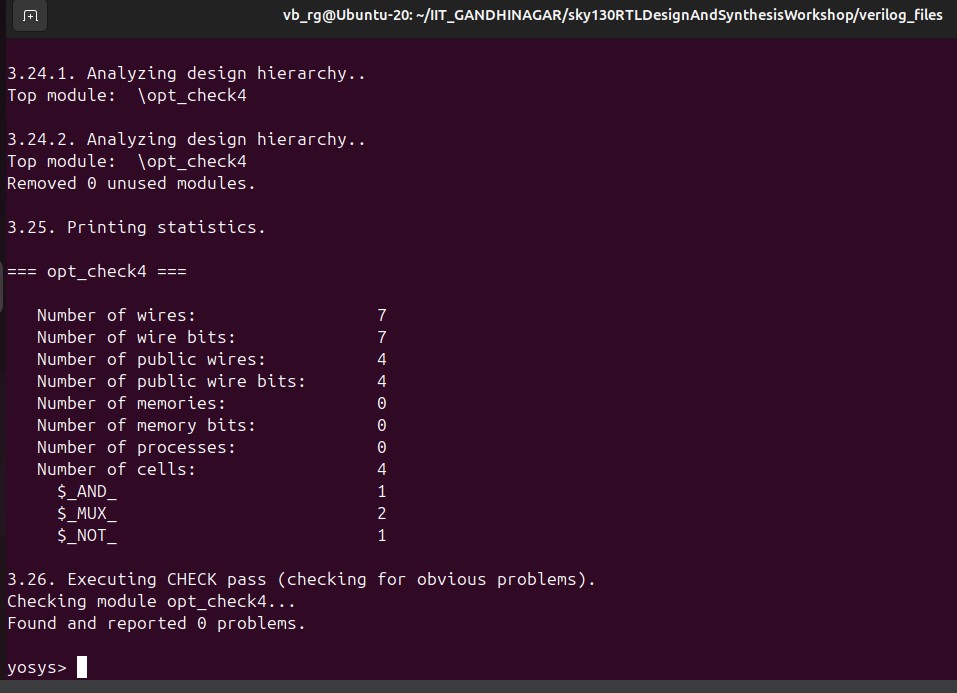 vb_rg@Ubuntu-20: ~/IIT_GANDHINAGAR/sky130RTLDesignAndSynthesisWorkshop/verilog_files
3.24.1. Analyzing design hierarchy..
Top module:  \opt_check4
3.24.2. Analyzing design hierarchy..
Top module:  \opt_check4
Removed 0 unused modules.
3.25. Printing statistics.
=== opt_check4 ===
Number of wires: 7
Number of wire bits: 7
Number of public wires: 4
Number of public wire bits: 4
Number of memories: 0
Number of memory bits: 0
Number of processes: 0
Number of cells: 4
$_AND_ 1
$_MUX_ 2
$_NOT_ 1
3.26. Executing CHECK pass (checking for obvious problems).
Checking module opt_check4...
Found and reported 0 problems.
yosys>